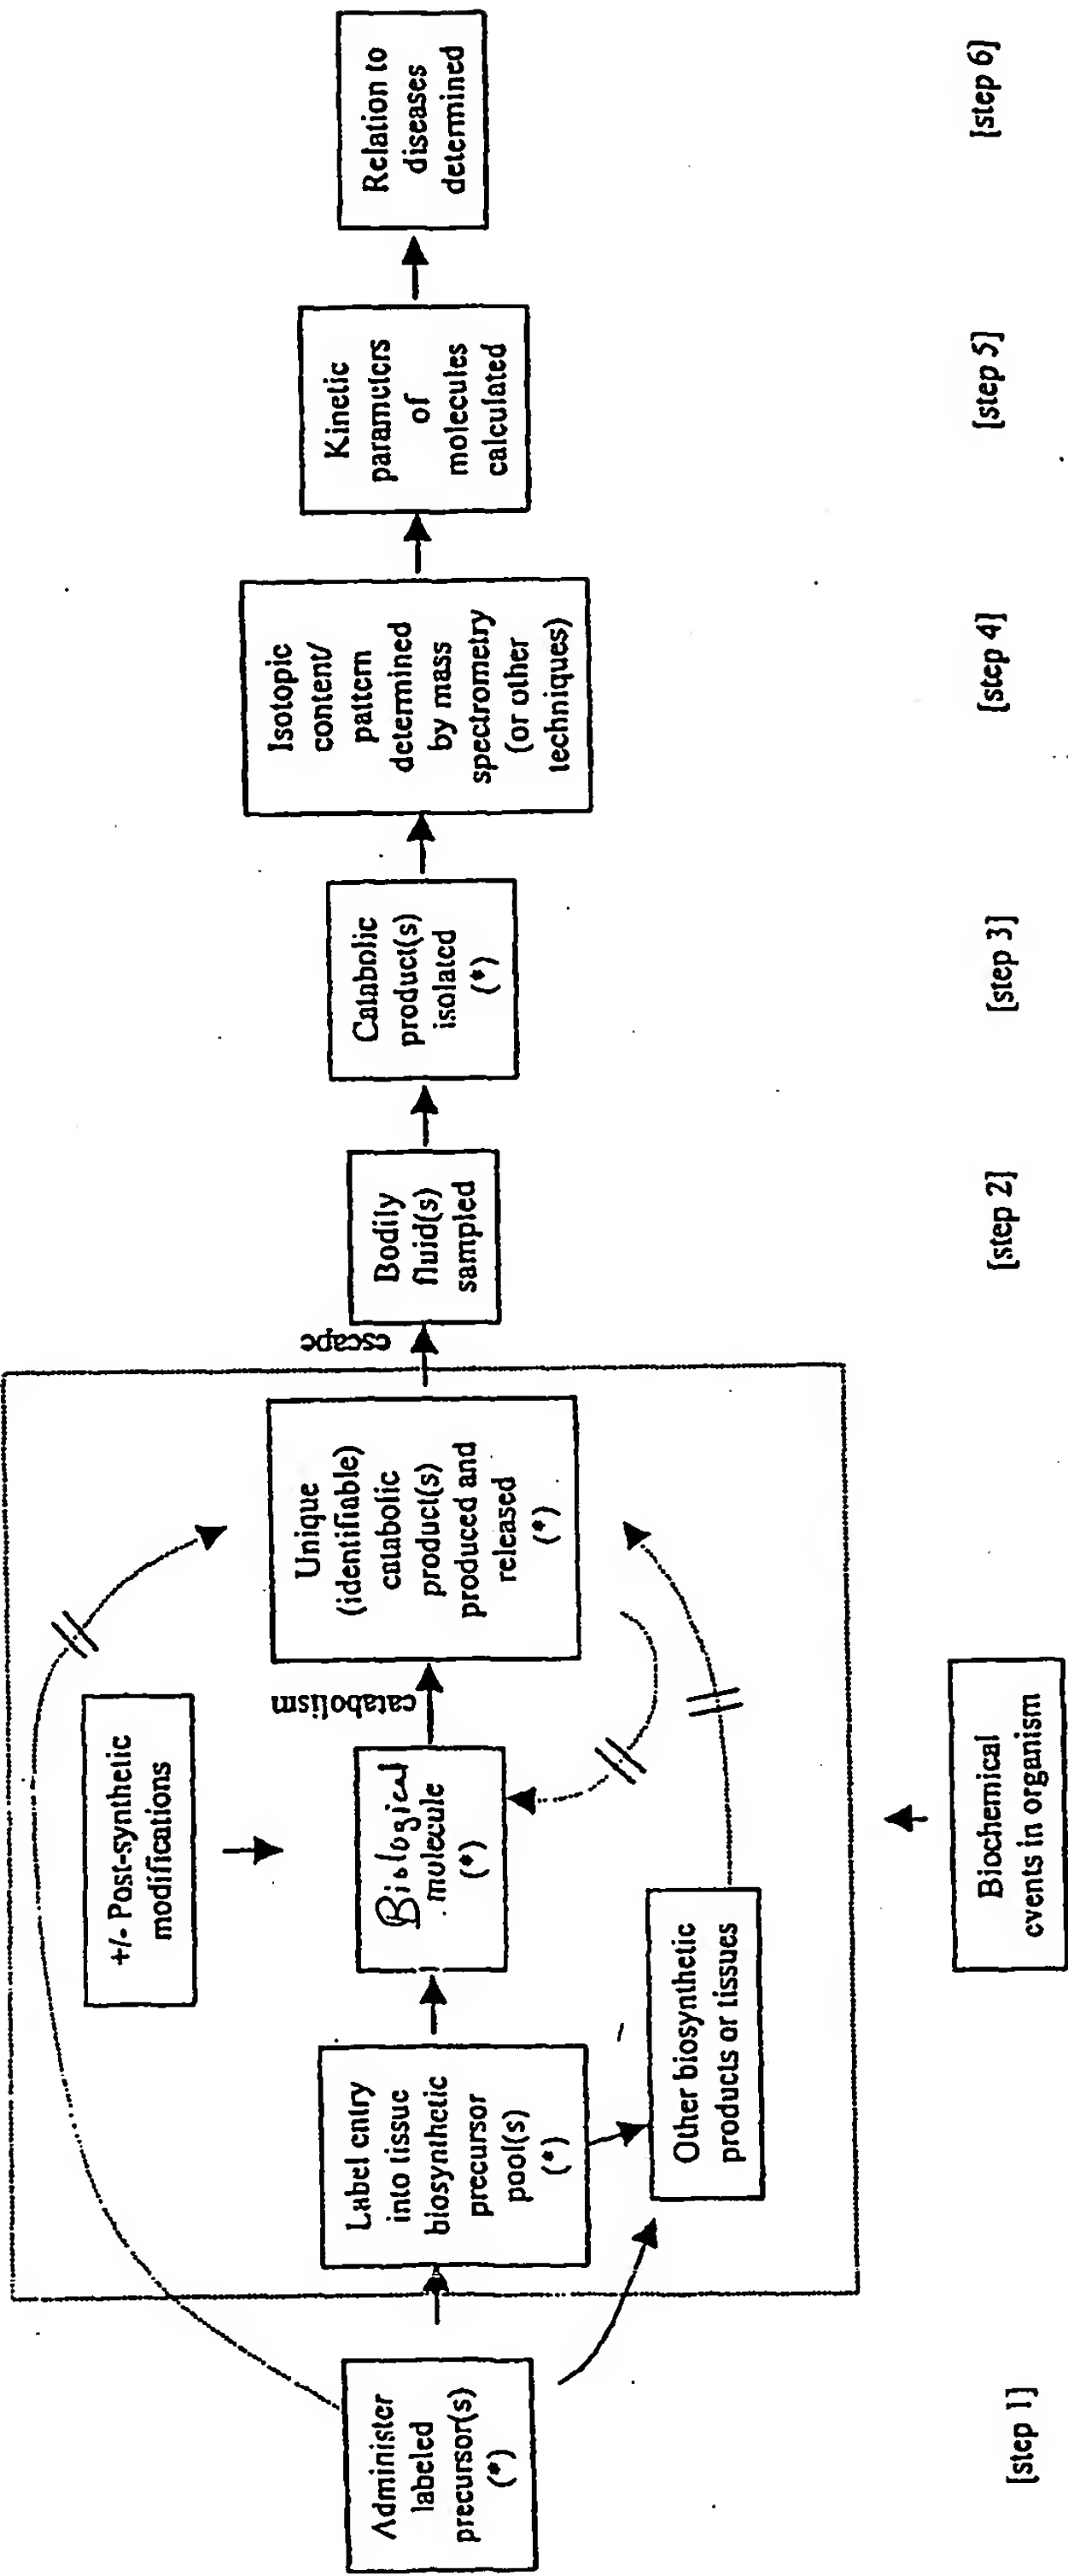 Administer
labeled
precursor(s)
(*)
Label entry
into tissue
biosynthetic
precursor
pool(s)
(*)
+/- Post-synthetic
modifications
Biological
molecule
(*)
catabolism
Other biosynthetic
products or tissues
Unique
(identifiable)
catabolic
product(s)
produced and
released
(*)
escape
Bodily
fluid(s)
sampled
Catabolic
product(s)
isolated
(*)
Isotopic
content/
pattern
determined
by mass
spectrometry
(or other
techniques)
Kinetic
parameters
of
molecules
calculated
Relation to
diseases
determined
Biochemical
events in organism
[step 1]
[step 2]
[step 3]
[step 4]
[step 5]
[step 6]